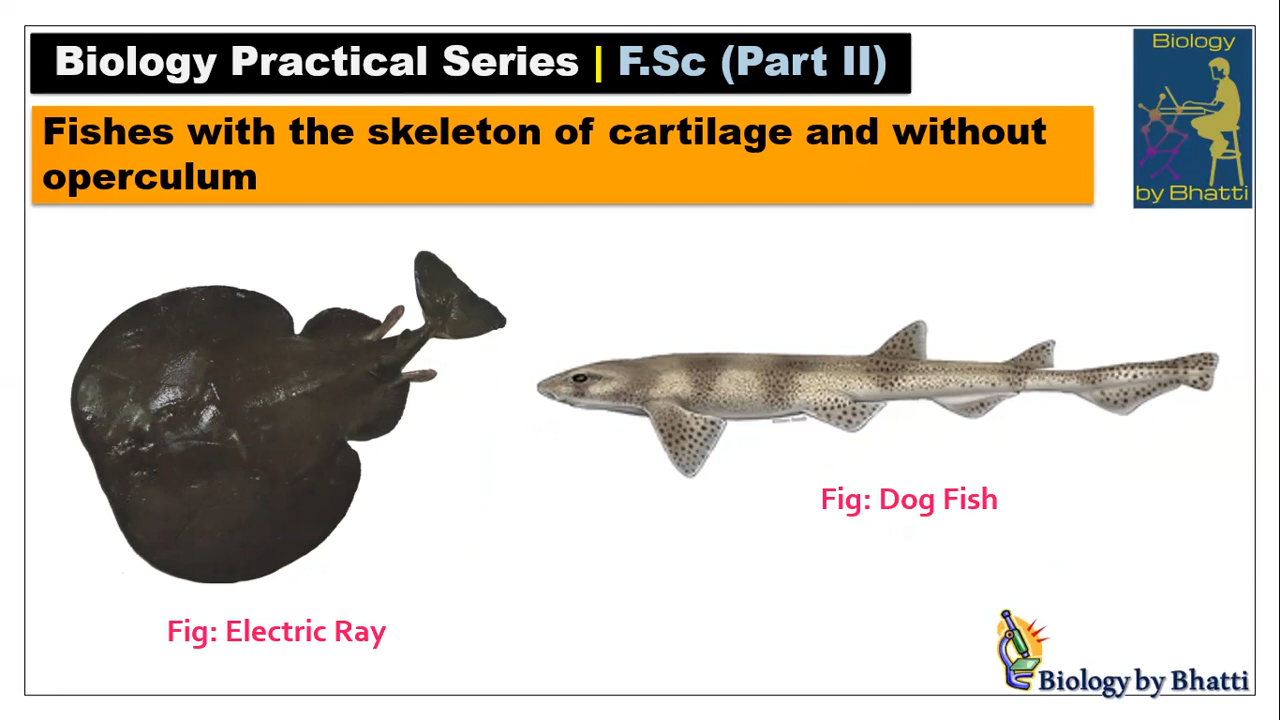 Biology Practical Series | F.Sc (Part II)
Biology
by Bhatti
Fishes with the skeleton of cartilage and without
operculum
Fig: Dog Fish
Fig: Electric Ray
Biology by Bhatti